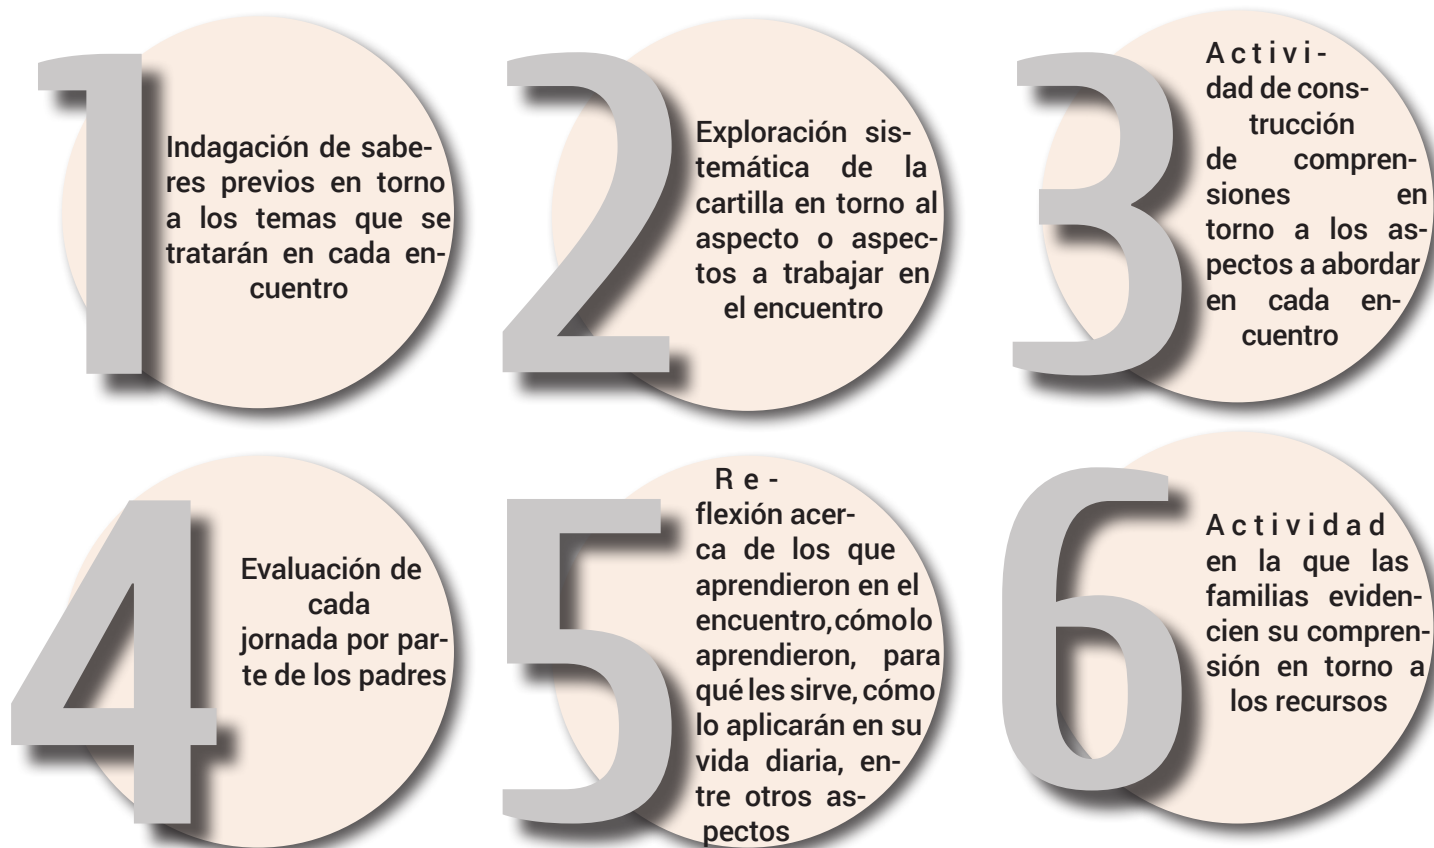 1
Indagación de sabe-
res previos en torno
a los temas que se
tratarán en cada en-
cuentro
2
Exploración sis-
temática de la
cartilla en torno al
aspecto o aspec-
tos a trabajar en
el encuentro
3
Activi-
dad de cons-
trucción
de compren-
siones en
torno a los as-
pectos a abordar
en cada en-
cuentro
4
Evaluación de
cada
jornada por par-
te de los padres
5
Re-
flexión acer-
ca de los que
aprendieron en el
encuentro, cómo lo
aprendieron, para
qué les sirve, cómo
lo aplicarán en su
vida diaria, en-
tre otros as-
pectos
6
Actividad
en la que las
familias eviden-
cien su compren-
sión en torno a
los recursos